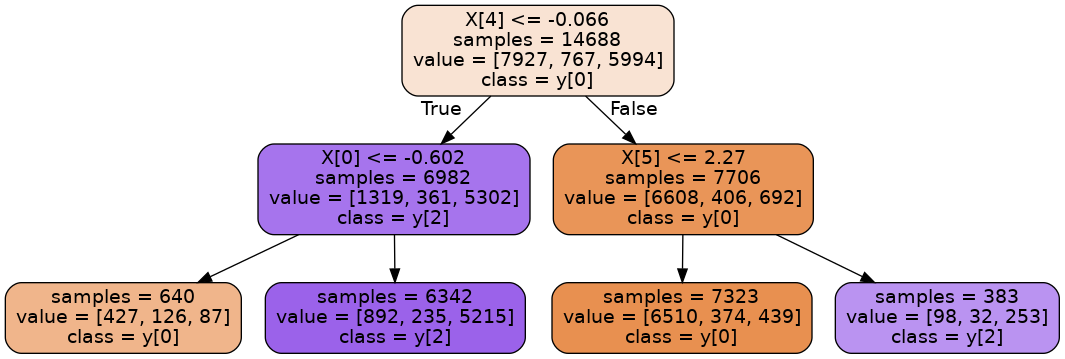 X[4] <= -0.066
samples = 14688
value = [7927, 767, 5994]
class = y[0]
True
False
X[0] <= -0.602
samples = 6982
value = [1319, 361, 5302]
class = y[2]
X[5] <= 2.27
samples = 7706
value = [6608, 406, 692]
class = y[0]
samples = 640
value = [427, 126, 87]
class = y[0]
samples = 6342
value = [892, 235, 5215]
class = y[2]
samples = 7323
value = [6510, 374, 439]
class = y[0]
samples = 383
value = [98, 32, 253]
class = y[2]